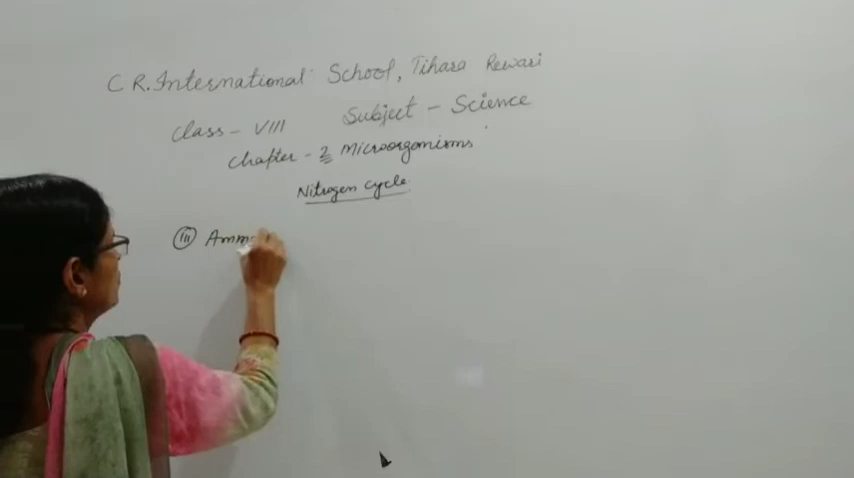 C R. International School, Tihara Rewari
Subject - Science
Class - VIII
Chapter - 2 Microorganisms
Nitrogen Cycle
(iii) Amm